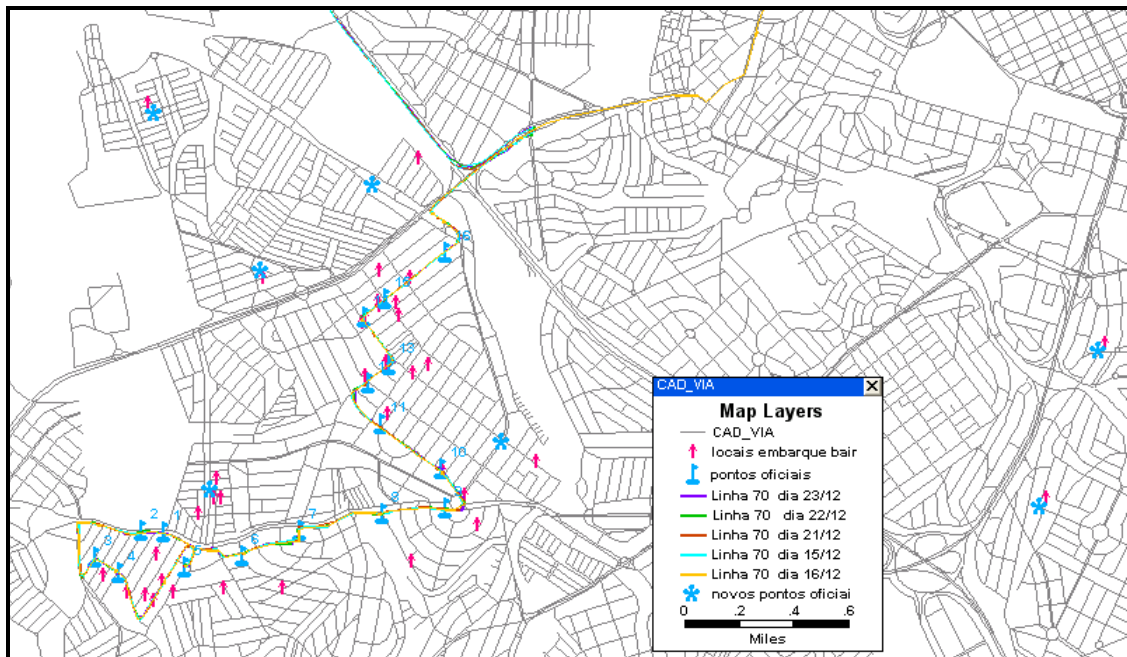 16
15
13
11
10
9
8
7
2
1
3
4
5
6
CAD_VIA
Map Layers
CAD_VIA
locais embarque bair
pontos oficiais
Linha 70 dia 23/12
Linha 70 dia 22/12
Linha 70 dia 21/12
Linha 70 dia 15/12
Linha 70 dia 16/12
novos pontos oficiai
0 .2 .4 .6
Miles